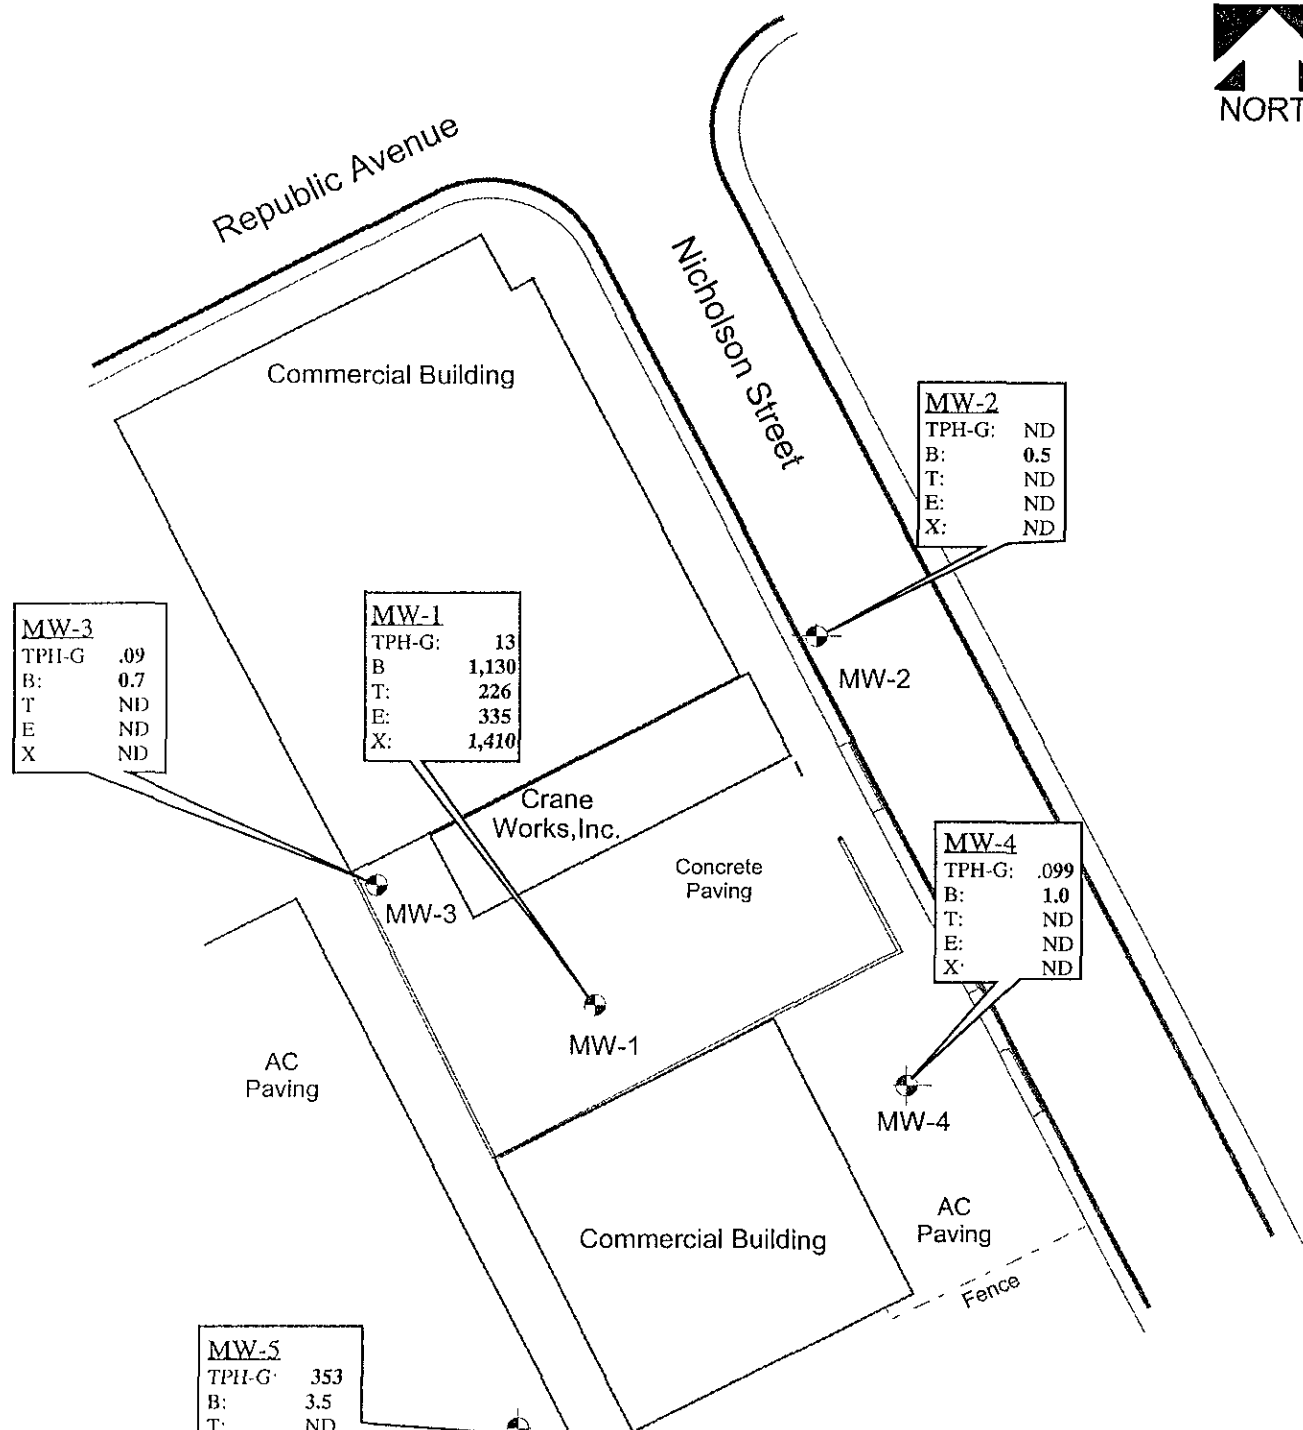 NORT
Republic Avenue
Nicholson Street
Commercial Building
MW-2
TPH-G: ND
B: 0.5
T: ND
E: ND
X: ND
MW-2
MW-3
TPH-G .09
B: 0.7
T ND
E ND
X ND
MW-1
TPH-G: 13
B 1,130
T: 226
E: 335
X: 1,410
Crane
Works,Inc.
Concrete
Paving
MW-3
MW-4
TPH-G: .099
B: 1.0
T: ND
E: ND
X: ND
MW-1
AC
Paving
MW-4
Commercial Building
AC
Paving
Fence
MW-5
TPH-G: 353
B: 3.5
T: ND